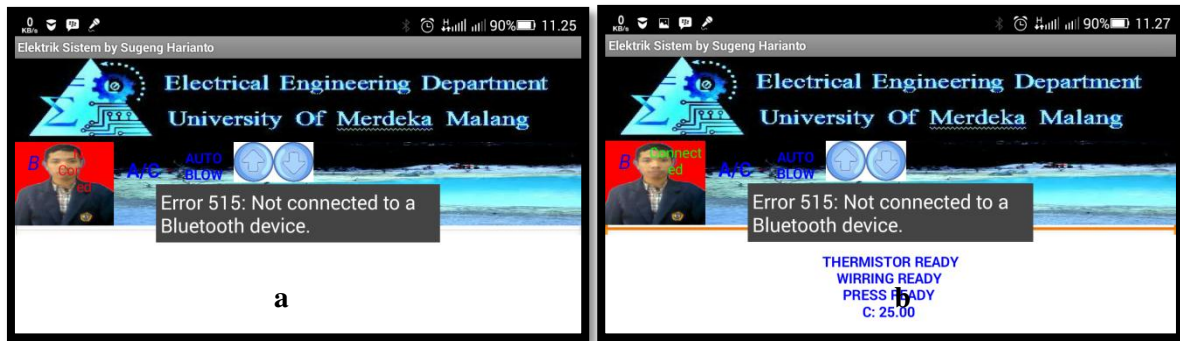 0
KB/s
90% 11.25
Elektrik Sistem by Sugeng Harianto
Electrical Engineering Department
University Of Merdeka Malang
B
ed
A/C
AUTO
BLOW
Error 515: Not connected to a
Bluetooth device.
a
0
KB/s
H
90% 11.27
Elektrik Sistem by Sugeng Harianto
Electrical Engineering Department
University Of Merdeka Malang
B
Connect
ed
A/C
AUTO
BLOW
Error 515: Not connected to a
Bluetooth device.
THERMISTOR READY
WIRRING READY
PRESS READY
C: 25.00
b